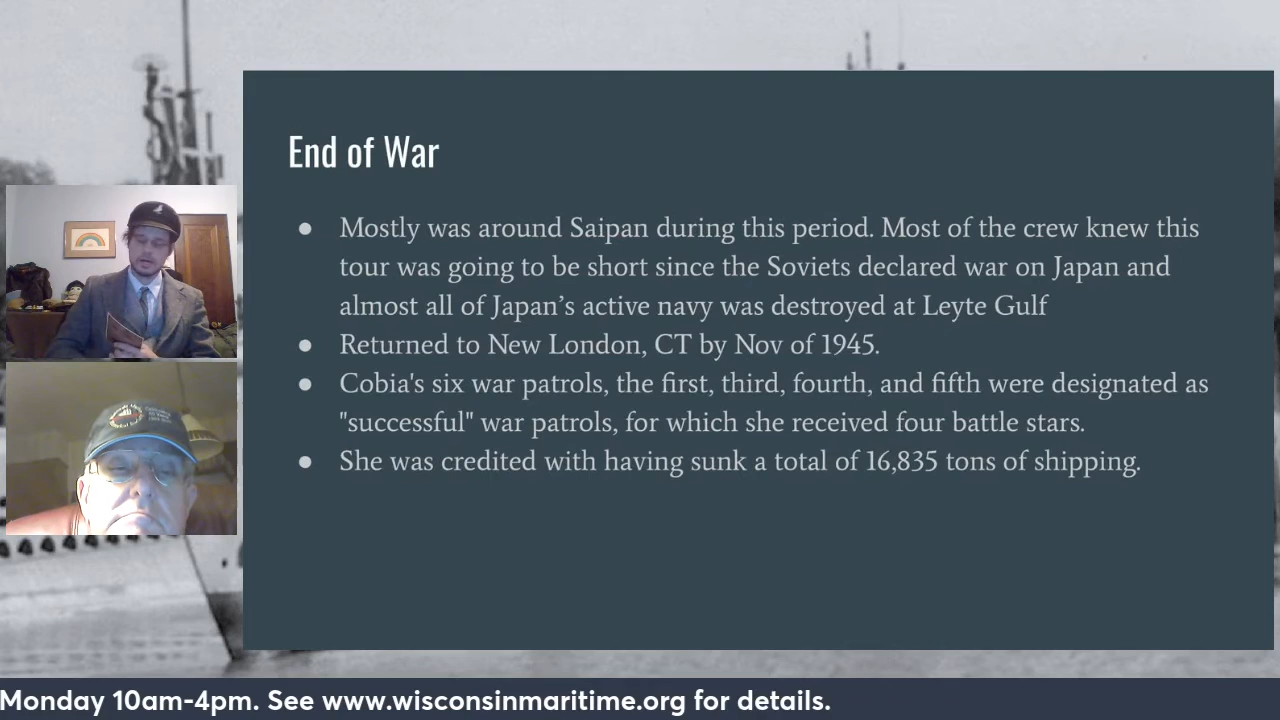 End of War
● Mostly was around Saipan during this period. Most of the crew knew this
tour was going to be short since the Soviets declared war on Japan and
almost all of Japan’s active navy was destroyed at Leyte Gulf
● Returned to New London, CT by Nov of 1945.
● Cobia's six war patrols, the first, third, fourth, and fifth were designated as
"successful" war patrols, for which she received four battle stars.
● She was credited with having sunk a total of 16,835 tons of shipping.
Monday 10am-4pm. See www.wisconsinmaritime.org for details.